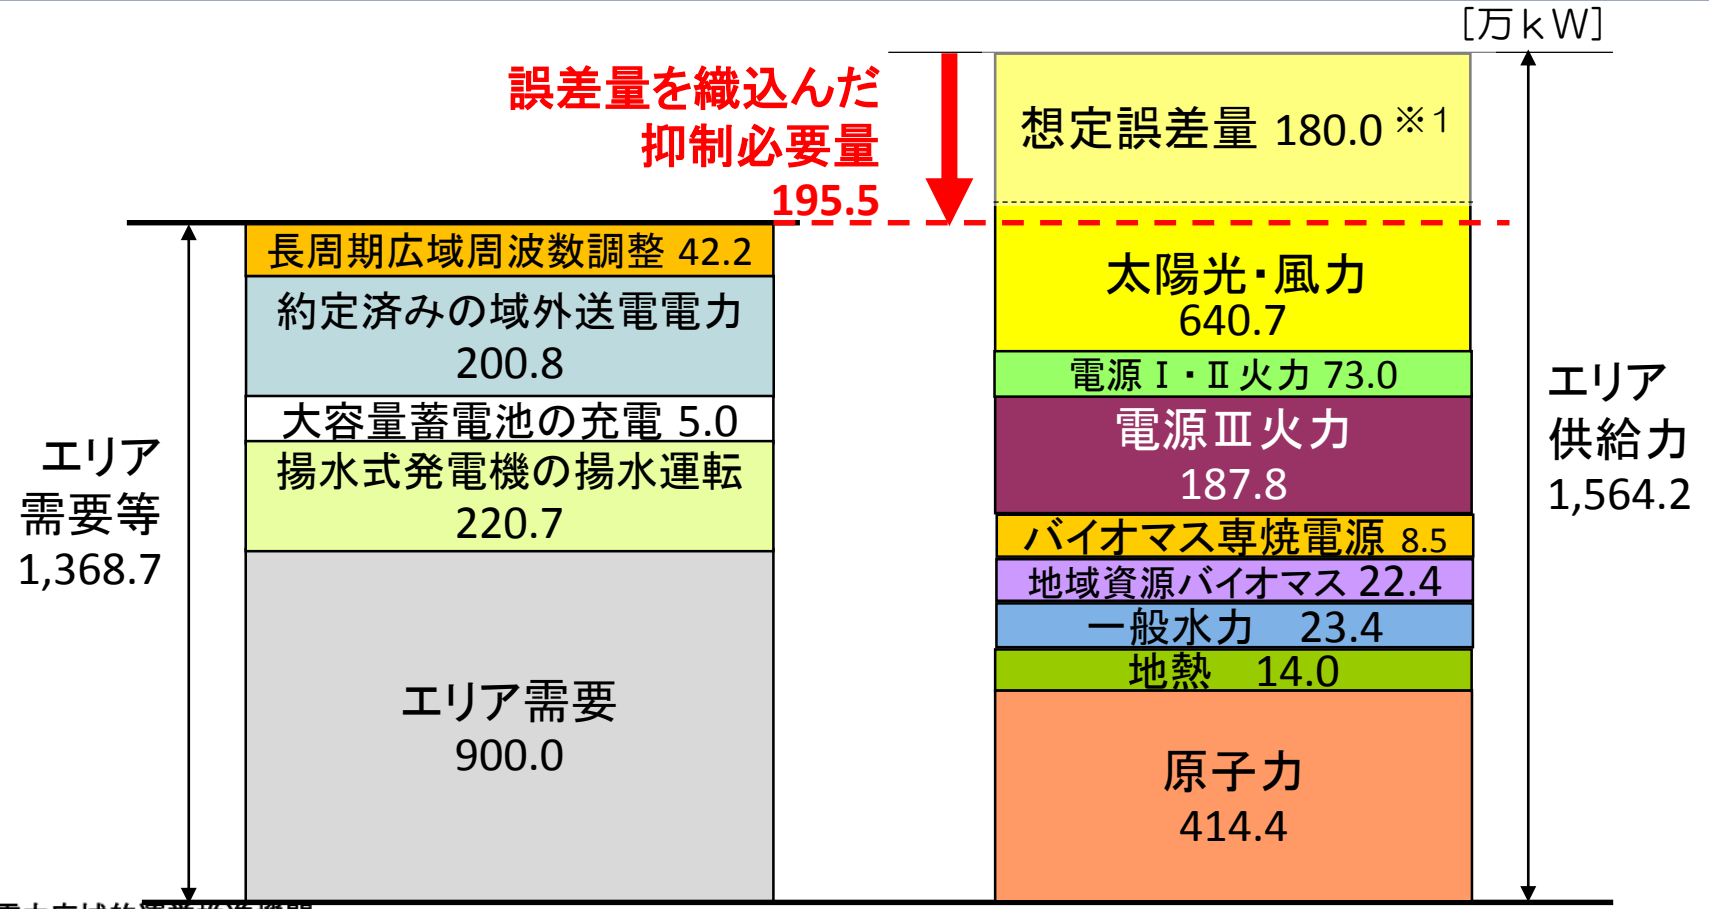 [万kW]
誤差量を織込んだ
抑制必要量
195.5
長周期広域周波数調整 42.2
約定済みの域外送電電力
200.8
大容量蓄電池の充電 5.0
揚水式発電機の揚水運転
220.7
エリア需要
900.0
エリア
需要等
1,368.7
想定誤差量 180.0 ※1
太陽光・風力
640.7
電源Ⅰ・Ⅱ火力 73.0
電源Ⅲ火力
187.8
バイオマス専焼電源 8.5
地域資源バイオマス 22.4
一般水力 23.4
地熱 14.0
原子力
414.4
エリア
供給力
1,564.2